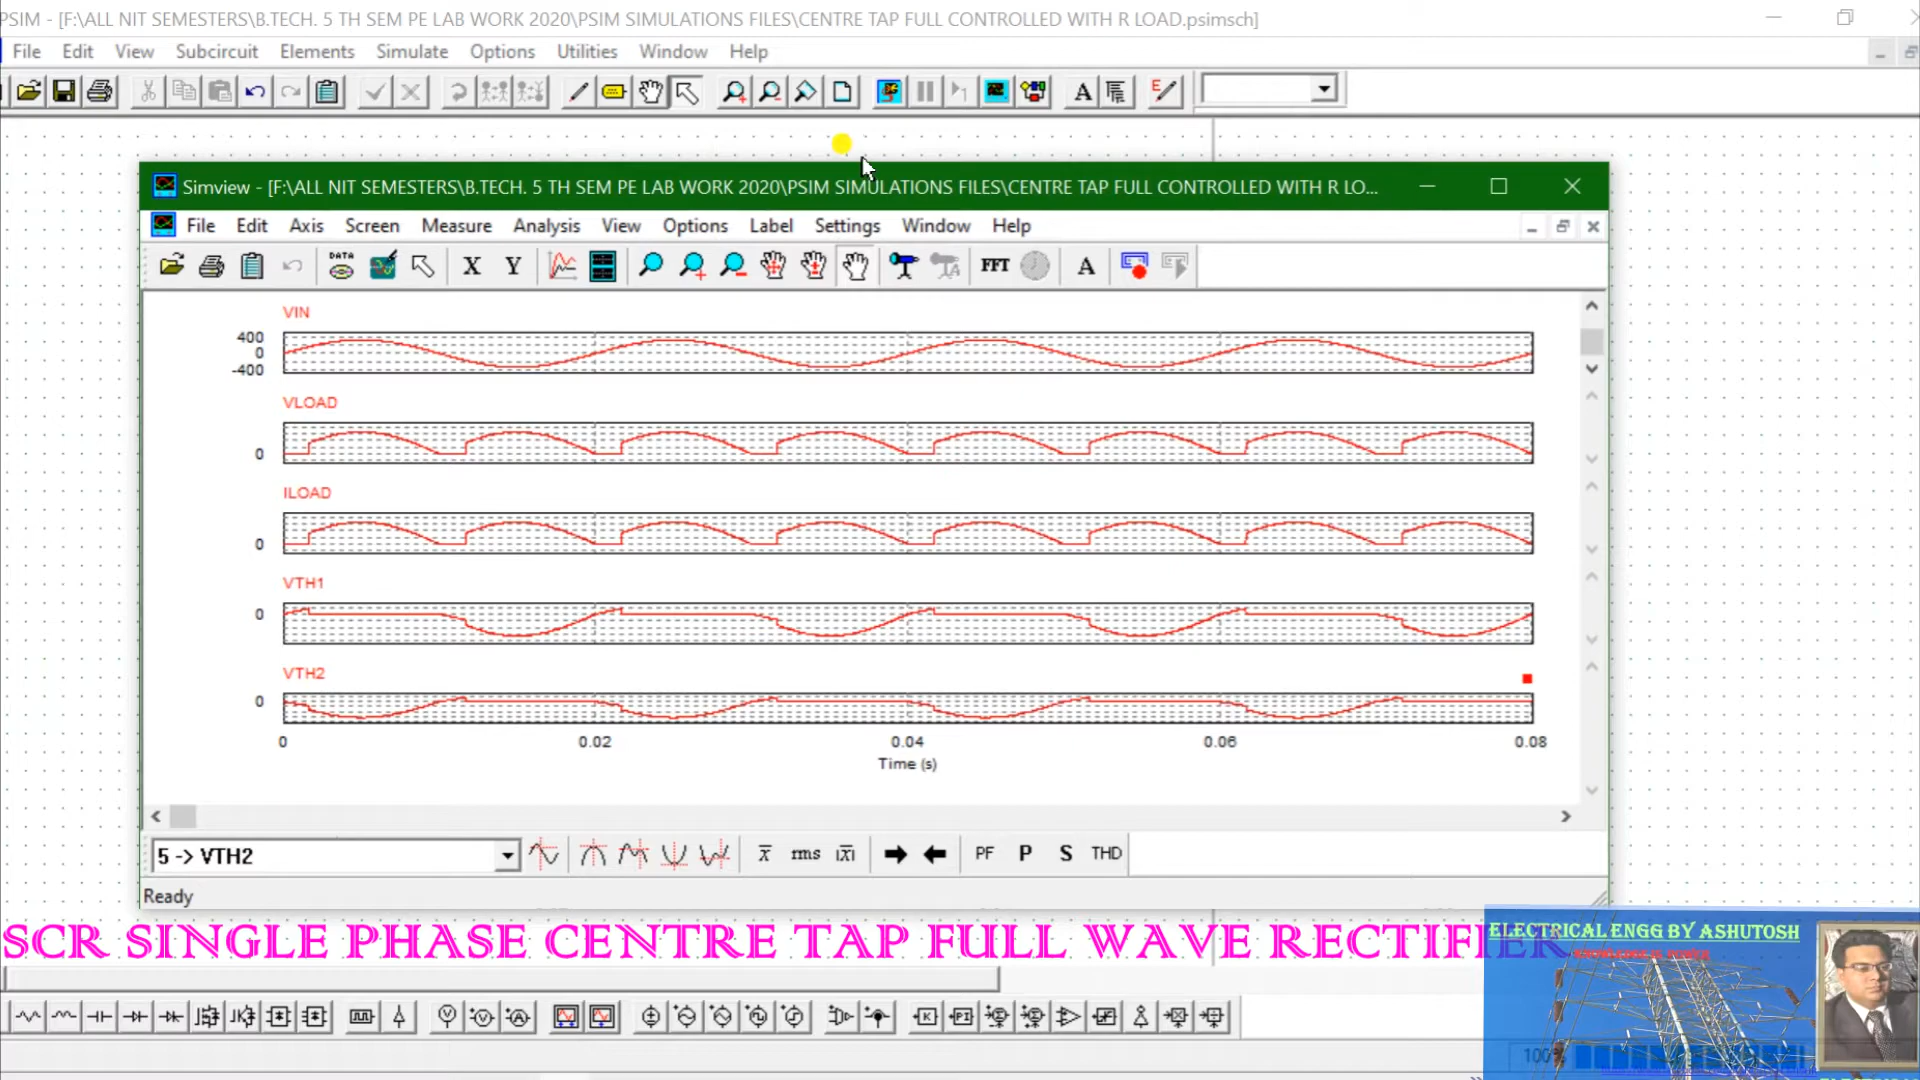 PSIM - [F:\ALL NIT SEMESTERS\B.TECH. 5 TH SEM PE LAB WORK 2020\PSIM SIMULATIONS FILES\CENTRE TAP FULL CONTROLLED WITH R LOAD.psimsch]
File Edit View Subcircuit Elements Simulate Options Utilities Window Help
A E
Simview - [F:\ALL NIT SEMESTERS\B.TECH. 5 TH SEM PE LAB WORK 2020\PSIM SIMULATIONS FILES\CENTRE TAP FULL CONTROLLED WITH R LO...
File Edit Axis Screen Measure Analysis View Options Label Settings Window Help
DATA X Y FFT A
VIN
400
0
-400
VLOAD
0
ILOAD
0
VTH1
0
VTH2
0
0 0.02 0.04 0.06 0.08
Time (s)
5 -> VTH2 x rms |x| PF P S THD
Ready
SCR SINGLE PHASE CENTRE TAP FULL WAVE RECTIFIER
ELECTRICAL ENGG BY ASHUTOSH
K PI
100%